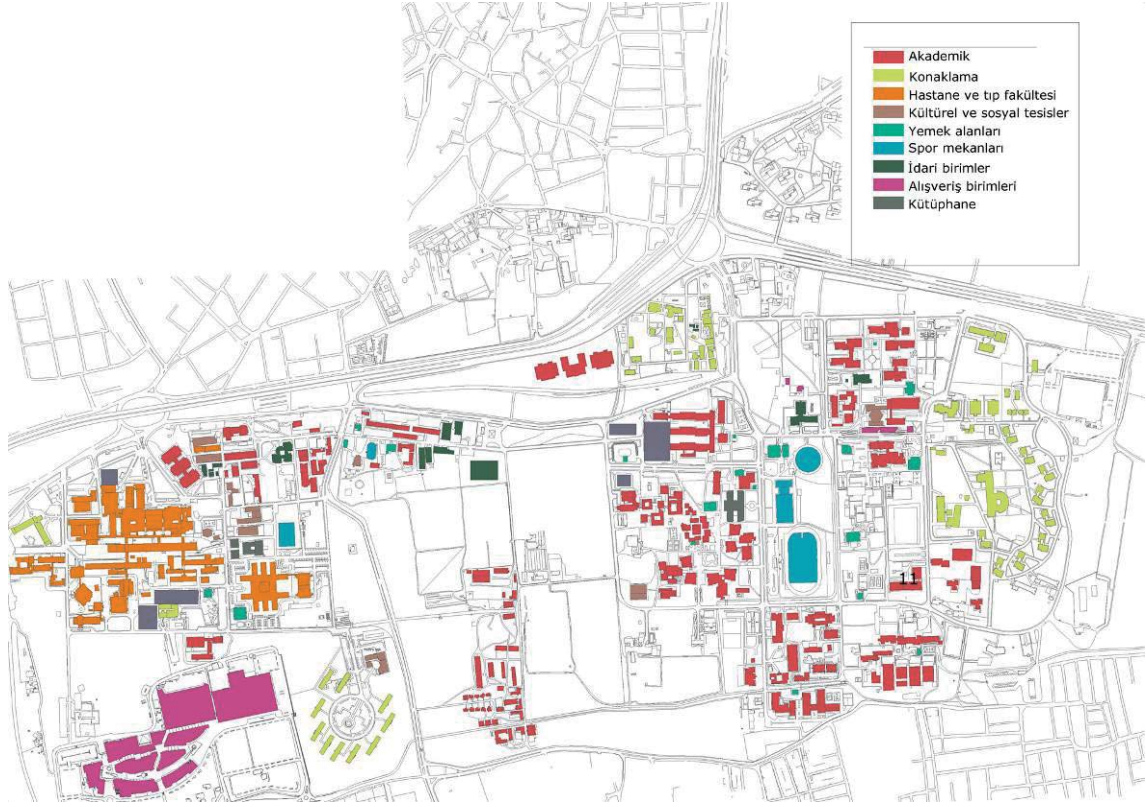 Akademik
Konaklama
Hastane ve tıp fakültesi
Kültürel ve sosyal tesisler
Yemek alanları
Spor mekanları
İdari birimler
Alışveriş birimleri
Kütüphane
11